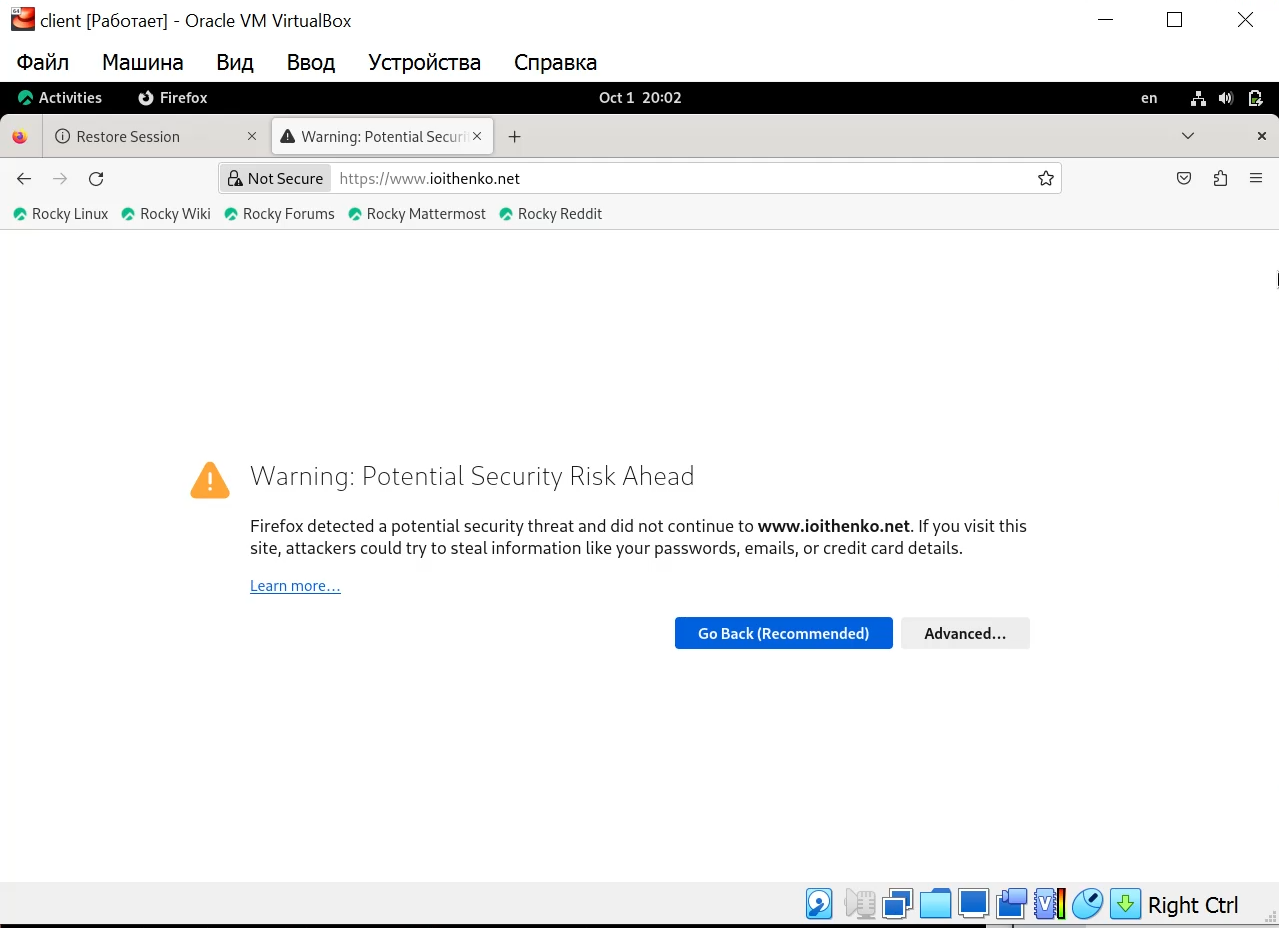 client [Работает] - Oracle VM VirtualBox
Файл Машина Вид Ввод Устройства Справка
Activities Firefox Oct 1 20:02 en
Restore Session Warning: Potential Securi
Not Secure https://www.ioithenko.net
Rocky Linux Rocky Wiki Rocky Forums Rocky Mattermost Rocky Reddit
Warning: Potential Security Risk Ahead
Firefox detected a potential security threat and did not continue to www.ioithenko.net. If you visit this
site, attackers could try to steal information like your passwords, emails, or credit card details.
Learn more…
Go Back (Recommended) Advanced…
Right Ctrl